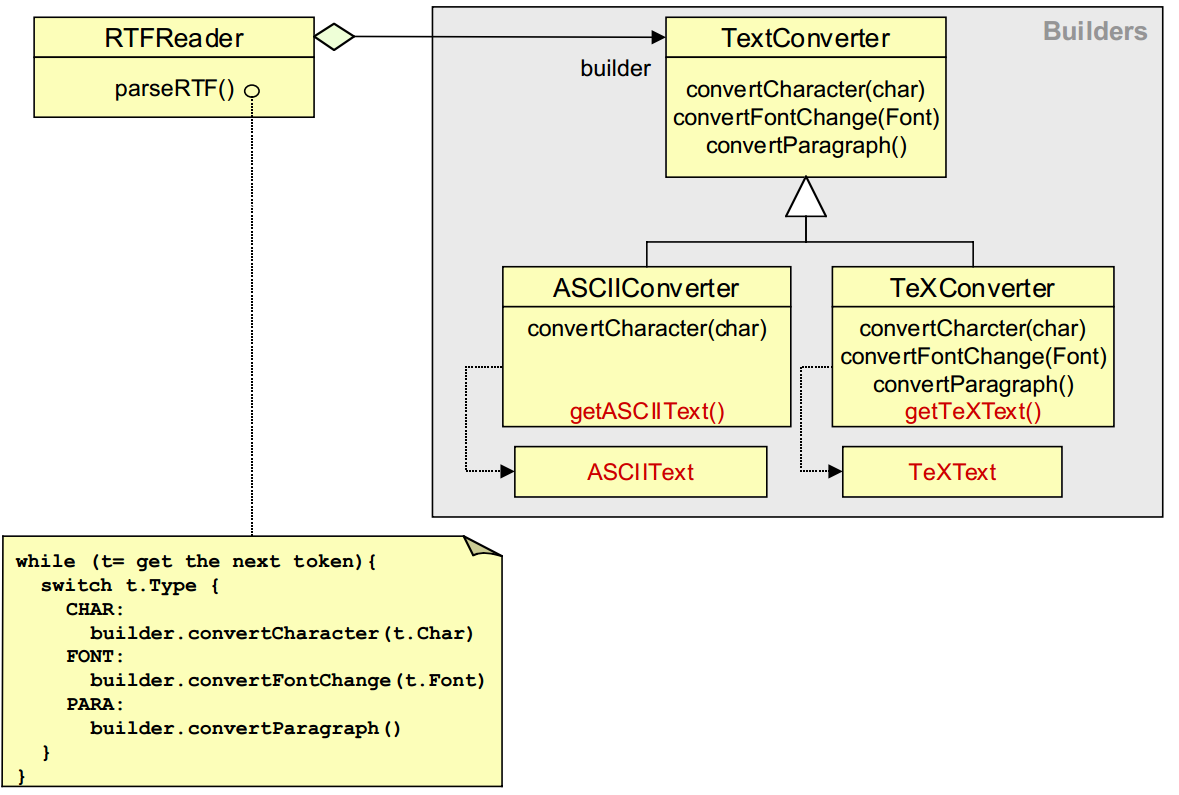 RTFReader
parseRTF()
builder
Builders
TextConverter
convertCharacter(char)
convertFontChange(Font)
convertParagraph()
ASCIIConverter
convertCharacter(char)
getASCIIText()
ASCIIText
TeXConverter
convertCharcter(char)
convertFontChange(Font)
convertParagraph()
getTeXText()
TeXText
while (t= get the next token){
  switch t.Type {
    CHAR:
      builder.convertCharacter(t.Char)
    FONT:
      builder.convertFontChange(t.Font)
    PARA:
      builder.convertParagraph()
  }
}